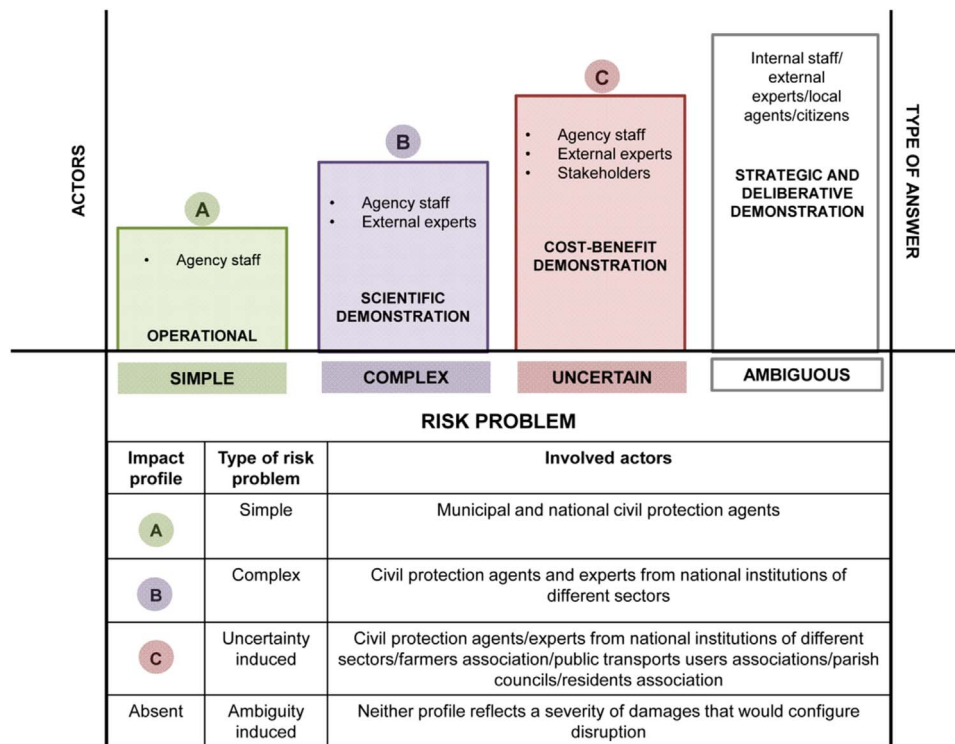 ACTORS
A
• Agency staff
OPERATIONAL
B
• Agency staff
• External experts
SCIENTIFIC
DEMONSTRATION
C
• Agency staff
• External experts
• Stakeholders
COST-BENEFIT
DEMONSTRATION
Internal staff/
external
experts/local
agents/citizens
STRATEGIC AND
DELIBERATIVE
DEMONSTRATION
TYPE OF ANSWER
SIMPLE
COMPLEX
UNCERTAIN
AMBIGUOUS
RISK PROBLEM
Impact
profile
Type of risk
problem
Involved actors
A
Simple
Municipal and national civil protection agents
B
Complex
Civil protection agents and experts from national institutions of
different sectors
C
Uncertainty
induced
Civil protection agents/experts from national institutions of different
sectors/farmers association/public transports users associations/parish
councils/residents association
Absent
Ambiguity
induced
Neither profile reflects a severity of damages that would configure
disruption